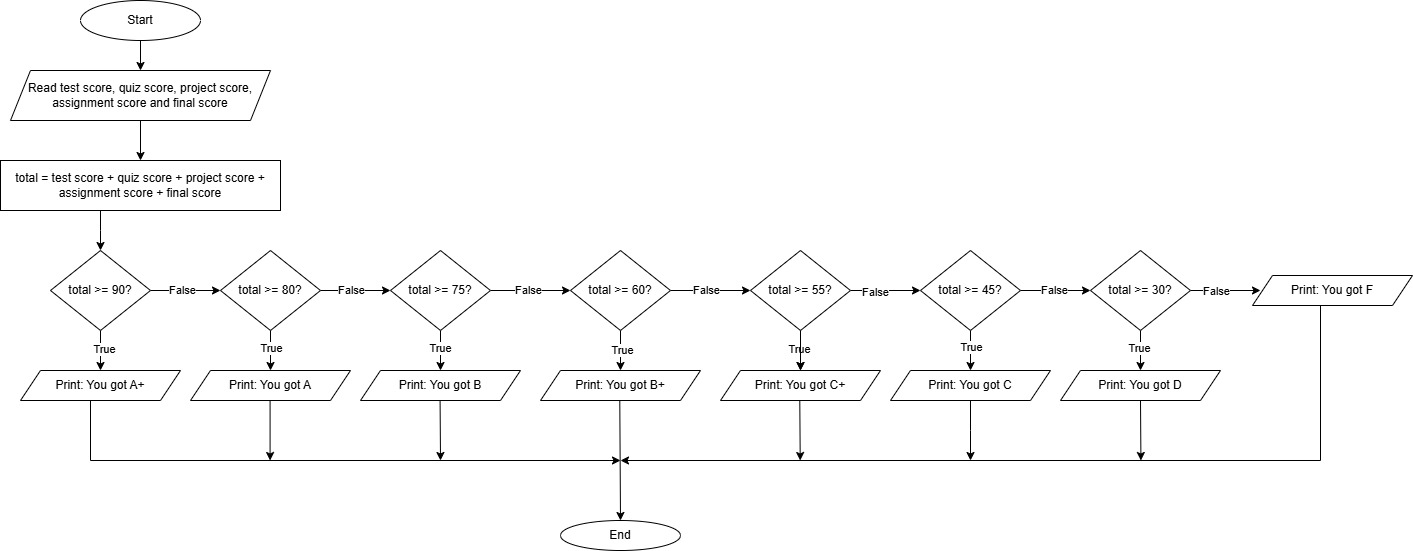 Start
Read test score, quiz score, project score,
assignment score and final score
total = test score + quiz score + project score +
assignment score + final score
total >= 90?
False
total >= 80?
False
total >= 75?
False
total >= 60?
False
total >= 55?
False
total >= 45?
False
total >= 30?
False
Print: You got F
True
True
True
True
True
True
True
Print: You got A+
Print: You got A
Print: You got B
Print: You got B+
Print: You got C+
Print: You got C
Print: You got D
End